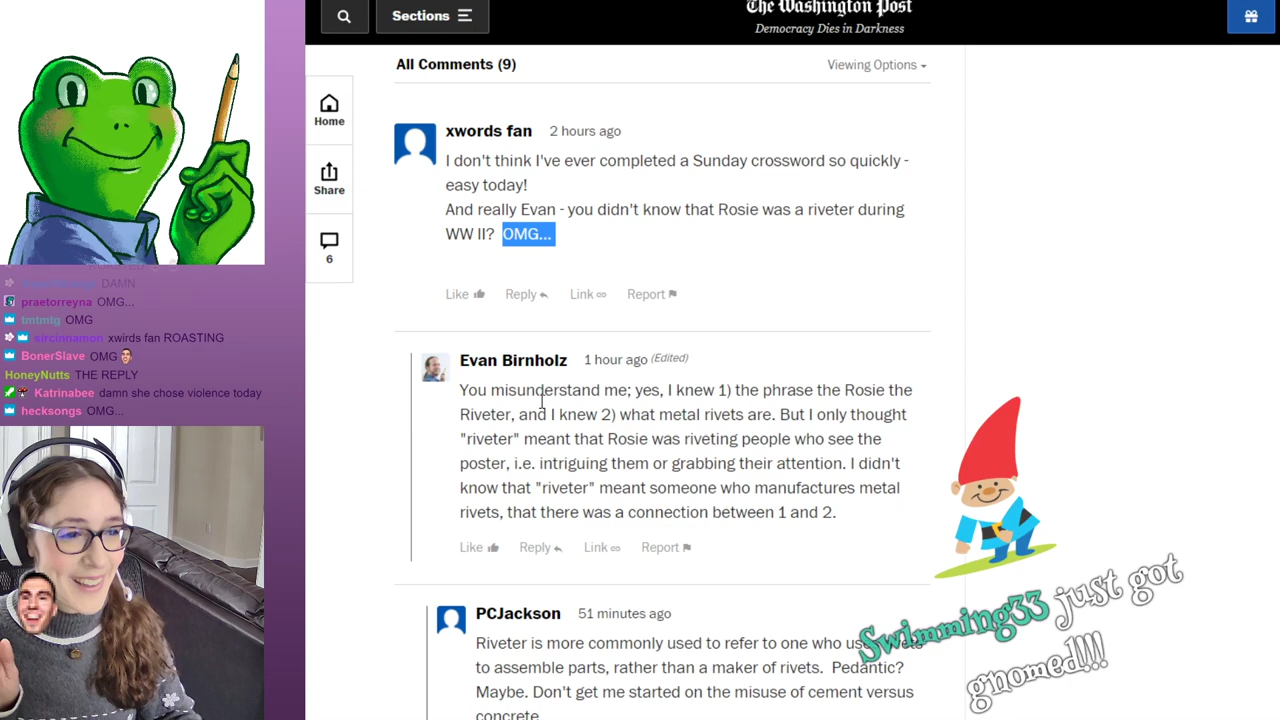 Sections
The Washington Post
Democracy Dies in Darkness
All Comments (9)
Viewing Options
Home
Share
6
xwords fan 2 hours ago
I don't think I've ever completed a Sunday crossword so quickly -
easy today!
And really Evan - you didn't know that Rosie was a riveter during
WW II? OMG...
Like Reply Link Report
Evan Birnholz 1 hour ago (Edited)
You misunderstand me; yes, I knew 1) the phrase the Rosie the
Riveter, and I knew 2) what metal rivets are. But I only thought
"riveter" meant that Rosie was riveting people who see the
poster, i.e. intriguing them or grabbing their attention. I didn't
know that "riveter" meant someone who manufactures metal
rivets, that there was a connection between 1 and 2.
Like Reply Link Report
PCJackson 51 minutes ago
Riveter is more commonly used to refer to one who
to assemble parts, rather than a maker of rivets. Pedantic?
Maybe. Don't get me started on the misuse of cement versus
concrete.
DAMN
praetorreyna OMG...
tmtmtg OMG
sircinnamon xwirds fan ROASTING
BonerSlave OMG
HoneyNutts THE REPLY
Katrinabee damn she chose violence today
hecksongs OMG...
Swimming33 just got
gnomed!!!